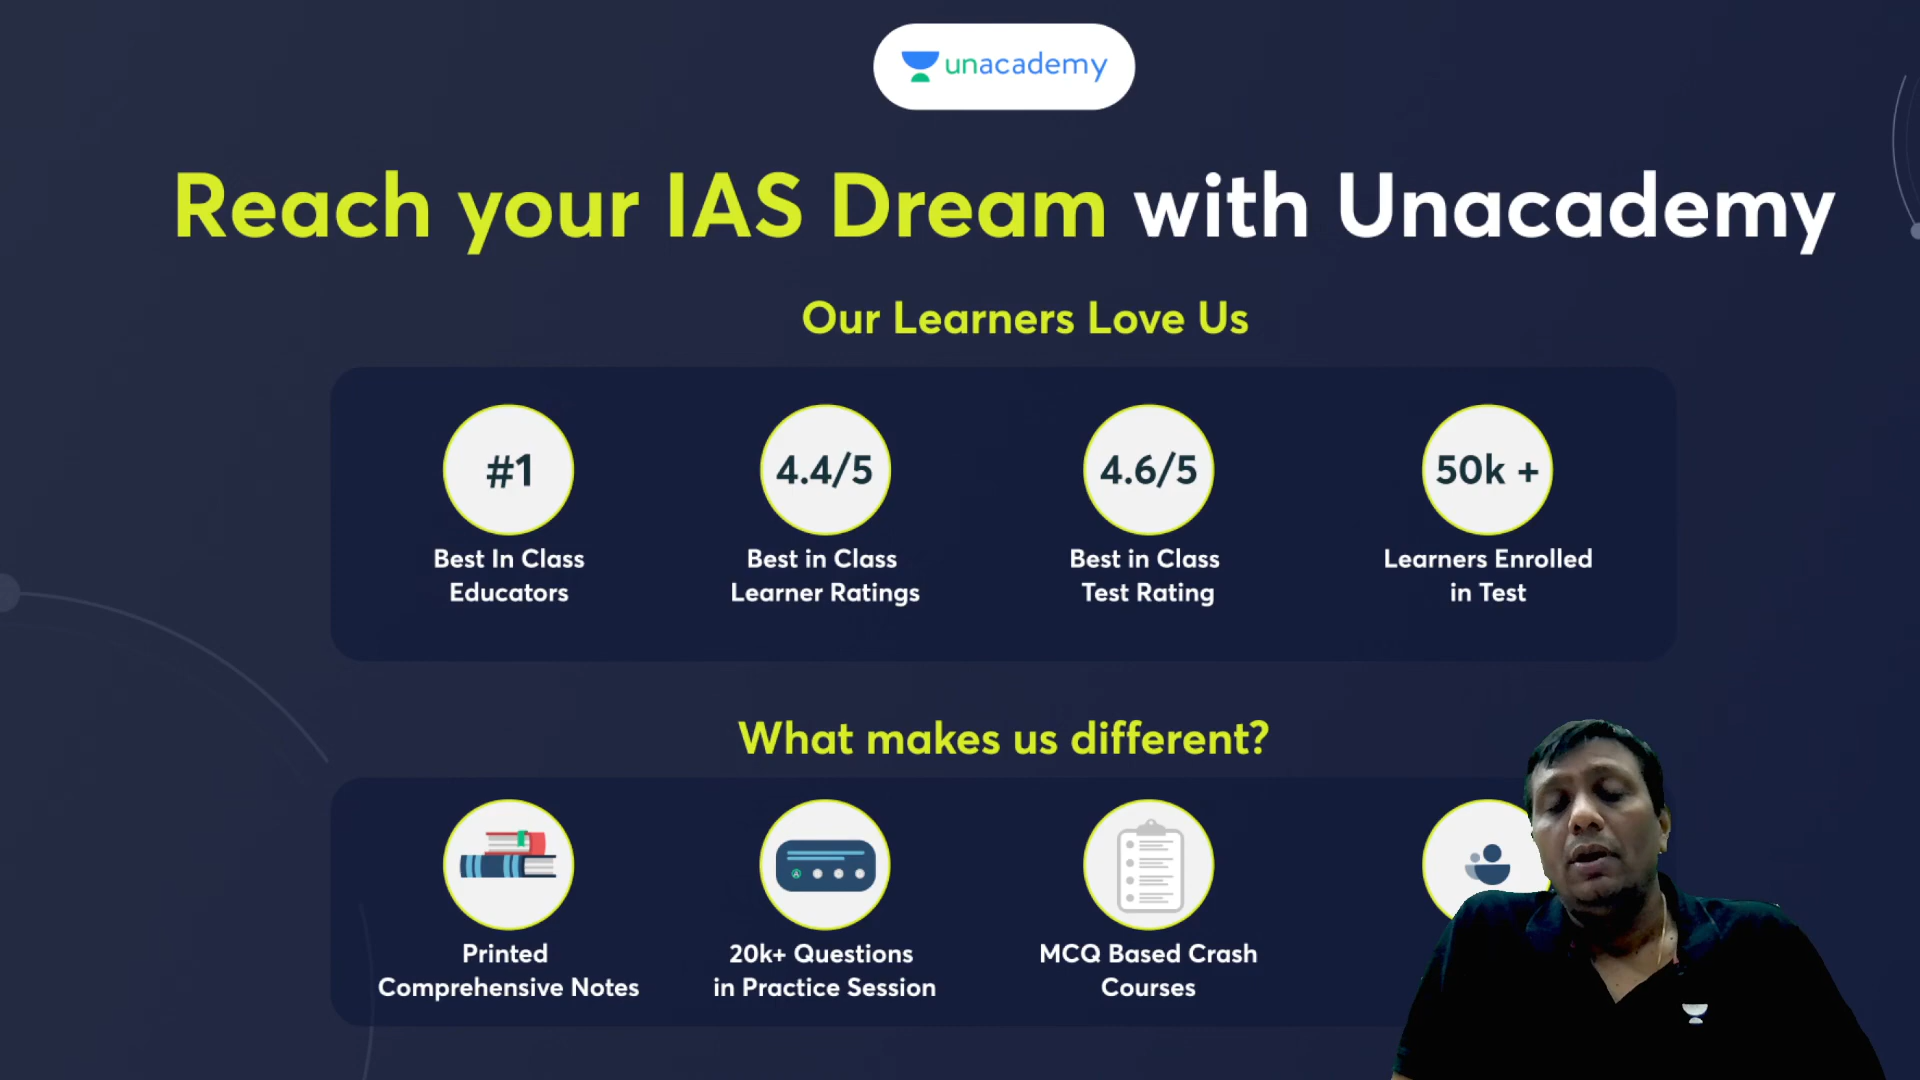 unacademy
Reach your IAS Dream with Unacademy
Our Learners Love Us
#1
Best In Class
Educators
4.4/5
Best in Class
Learner Ratings
4.6/5
Best in Class
Test Rating
50k +
Learners Enrolled
in Test
What makes us different?
Printed
Comprehensive Notes
20k+ Questions
in Practice Session
MCQ Based Crash
Courses